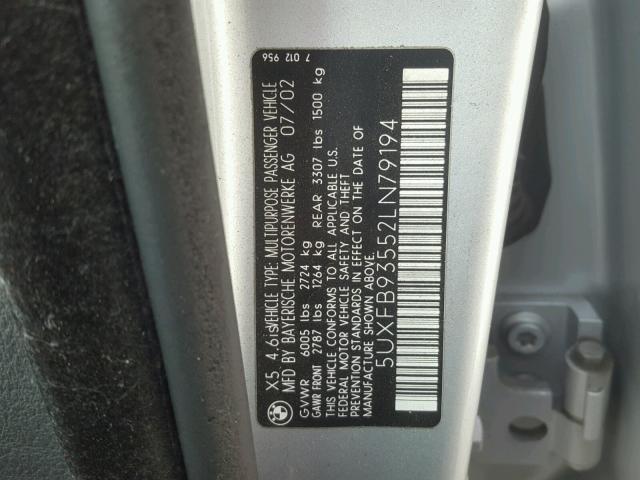 X5 4.6is VEHICLE TYPE: MULTIPURPOSE PASSENGER VEHICLE
MFD BY BAYERISCHE MOTORENWERKE AG 07/02
GVWR 6005 lbs 2724 kg
GAWR FRONT 2787 lbs 1264 kg REAR 3307 lbs 1500 kg
THIS VEHICLE CONFORMS TO ALL APPLICABLE U.S.
FEDERAL MOTOR VEHICLE SAFETY AND THEFT
PREVENTION STANDARDS IN EFFECT ON THE DATE OF
MANUFACTURE SHOWN ABOVE.
5UXFB93552LN79194
7 012 956